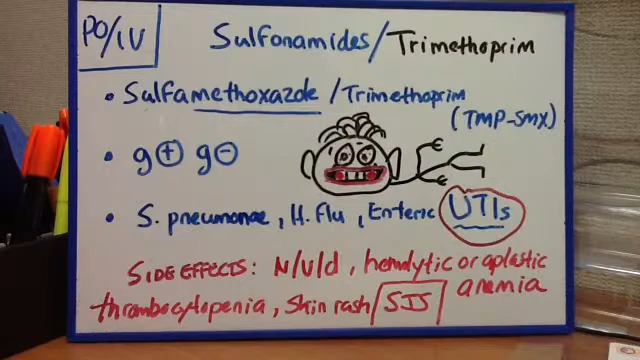 PO/IV
Sulfonamides/Trimethoprim
• Sulfamethoxazole/Trimethoprim
(TMP-SMX)
• g⊕ g⊖
• S. pneumonae, H. Flu, Enteric UTIs
SIDE EFFECTS: N/V/d, hemolytic or aplastic
anemia
thrombocytopenia, skin rash/SJS